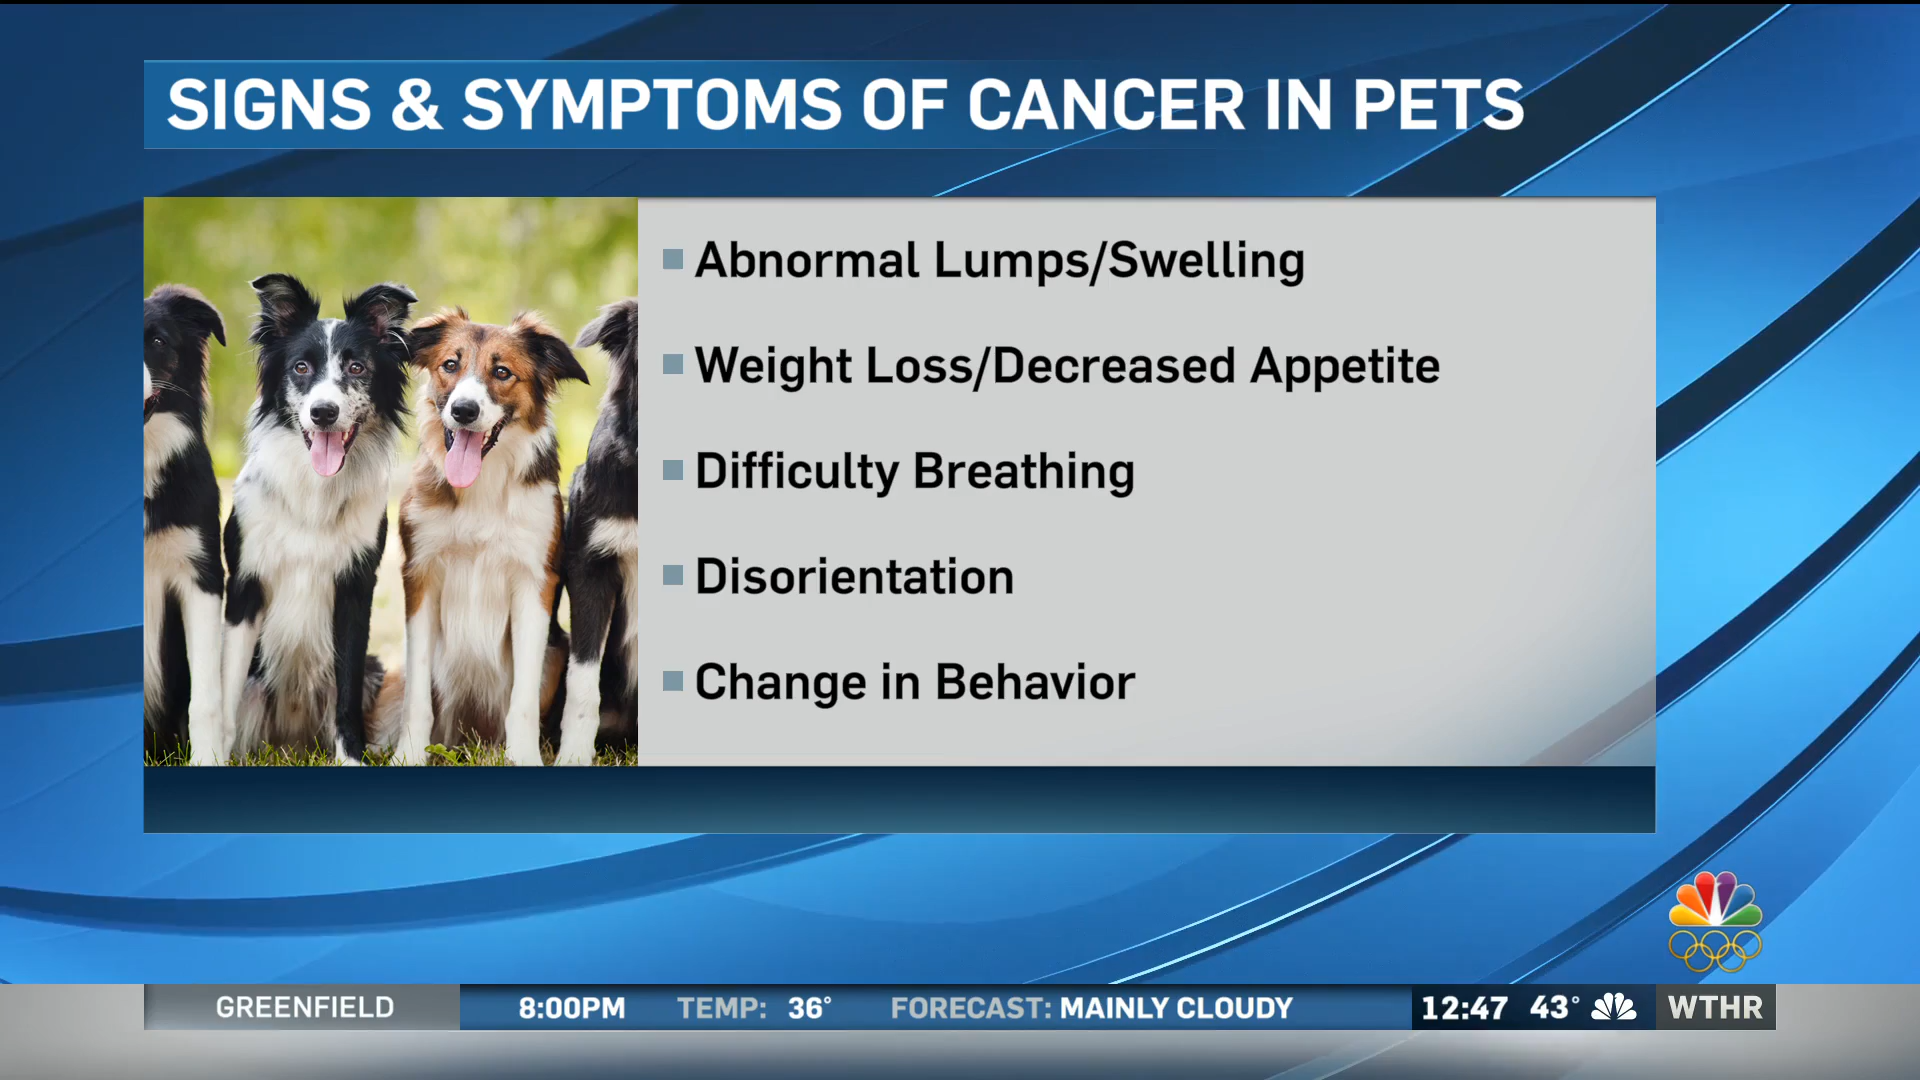 SIGNS & SYMPTOMS OF CANCER IN PETS
Abnormal Lumps/Swelling
Weight Loss/Decreased Appetite
Difficulty Breathing
Disorientation
Change in Behavior
GREENFIELD 8:00PM TEMP: 36° FORECAST: MAINLY CLOUDY 12:47 43° WTHR